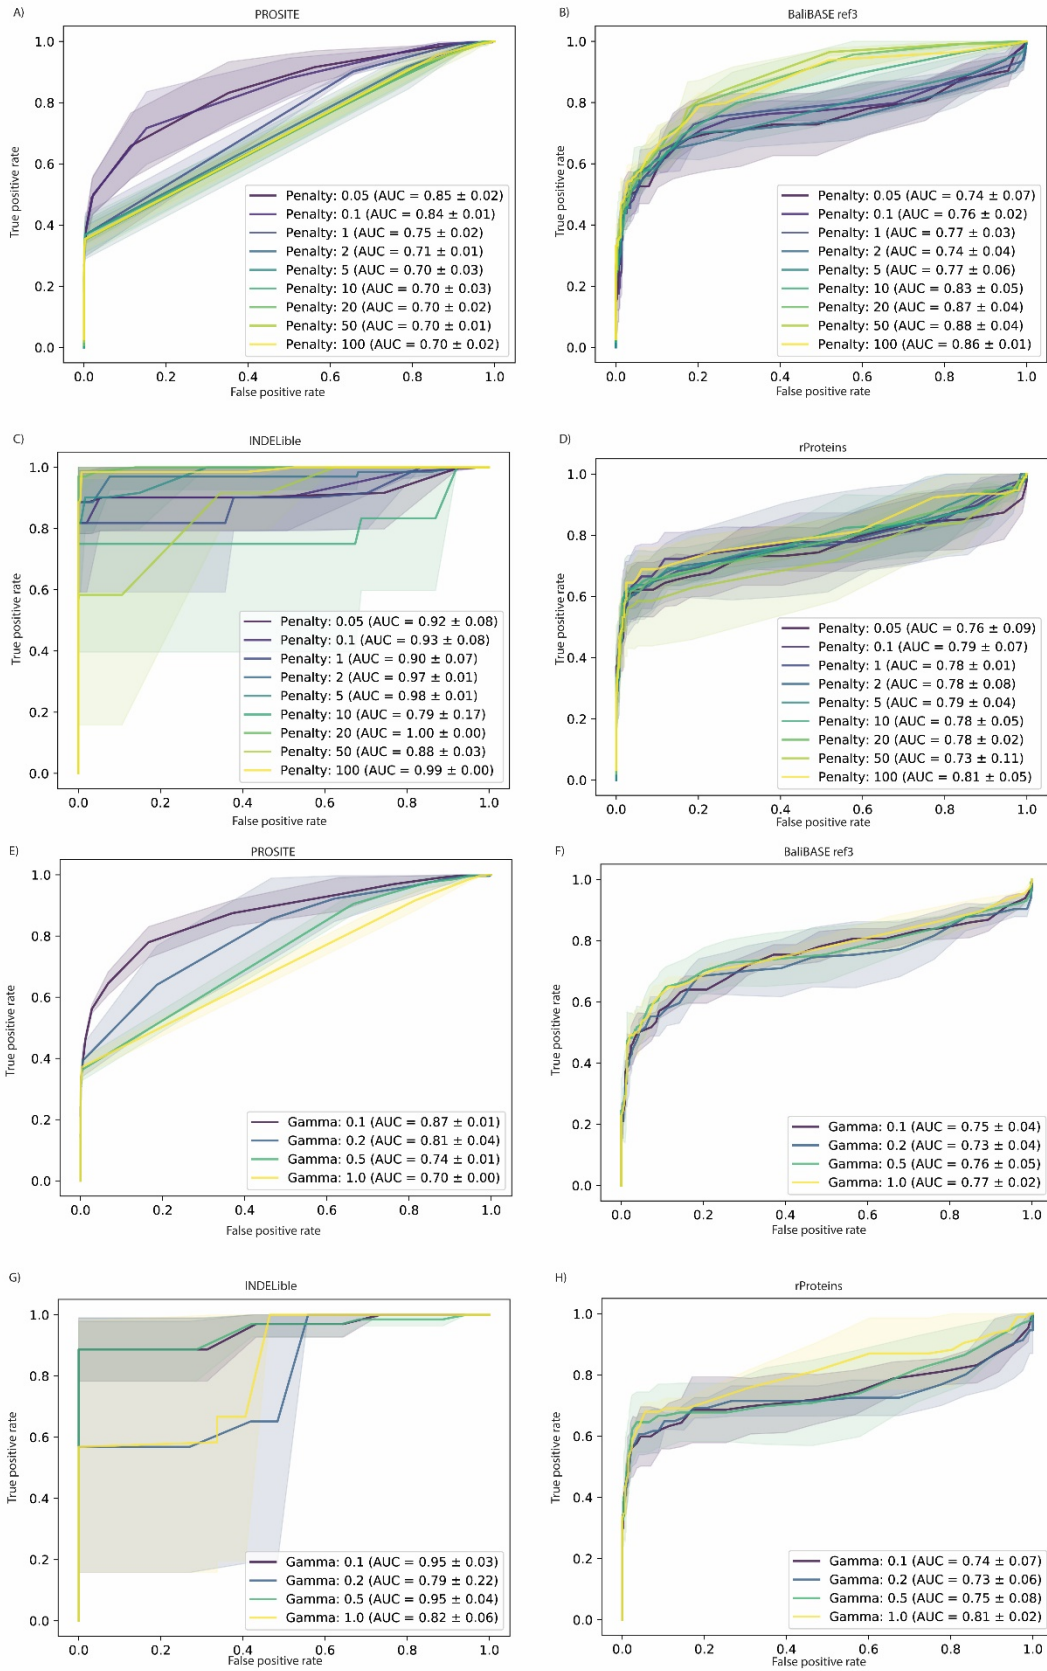 A)
PROSITE
1.0
0.8
0.6
0.4
0.2
0.0
True positive rate
Penalty: 0.05 (AUC = 0.85 ± 0.02)
Penalty: 0.1 (AUC = 0.84 ± 0.01)
Penalty: 1 (AUC = 0.75 ± 0.02)
Penalty: 2 (AUC = 0.71 ± 0.01)
Penalty: 5 (AUC = 0.70 ± 0.03)
Penalty: 10 (AUC = 0.70 ± 0.03)
Penalty: 20 (AUC = 0.70 ± 0.02)
Penalty: 50 (AUC = 0.70 ± 0.01)
Penalty: 100 (AUC = 0.70 ± 0.02)
0.0 0.2 0.4 0.6 0.8 1.0
False positive rate
B)
BaliBASE ref3
1.0
0.8
0.6
0.4
0.2
0.0
True positive rate
Penalty: 0.05 (AUC = 0.74 ± 0.07)
Penalty: 0.1 (AUC = 0.76 ± 0.02)
Penalty: 1 (AUC = 0.77 ± 0.03)
Penalty: 2 (AUC = 0.74 ± 0.04)
Penalty: 5 (AUC = 0.77 ± 0.06)
Penalty: 10 (AUC = 0.83 ± 0.05)
Penalty: 20 (AUC = 0.87 ± 0.04)
Penalty: 50 (AUC = 0.88 ± 0.04)
Penalty: 100 (AUC = 0.86 ± 0.01)
0.0 0.2 0.4 0.6 0.8 1.0
False positive rate
C)
INDELible
1.0
0.8
0.6
0.4
0.2
0.0
True positive rate
Penalty: 0.05 (AUC = 0.92 ± 0.08)
Penalty: 0.1 (AUC = 0.93 ± 0.08)
Penalty: 1 (AUC = 0.90 ± 0.07)
Penalty: 2 (AUC = 0.97 ± 0.01)
Penalty: 5 (AUC = 0.98 ± 0.01)
Penalty: 10 (AUC = 0.79 ± 0.17)
Penalty: 20 (AUC = 1.00 ± 0.00)
Penalty: 50 (AUC = 0.88 ± 0.03)
Penalty: 100 (AUC = 0.99 ± 0.00)
0.0 0.2 0.4 0.6 0.8 1.0
False positive rate
D)
rProteins
1.0
0.8
0.6
0.4
0.2
0.0
True positive rate
Penalty: 0.05 (AUC = 0.76 ± 0.09)
Penalty: 0.1 (AUC = 0.79 ± 0.07)
Penalty: 1 (AUC = 0.78 ± 0.01)
Penalty: 2 (AUC = 0.78 ± 0.08)
Penalty: 5 (AUC = 0.79 ± 0.04)
Penalty: 10 (AUC = 0.78 ± 0.05)
Penalty: 20 (AUC = 0.78 ± 0.02)
Penalty: 50 (AUC = 0.73 ± 0.11)
Penalty: 100 (AUC = 0.81 ± 0.05)
0.0 0.2 0.4 0.6 0.8 1.0
False positive rate
E)
PROSITE
1.0
0.8
0.6
0.4
0.2
0.0
True positive rate
Gamma: 0.1 (AUC = 0.87 ± 0.01)
Gamma: 0.2 (AUC = 0.81 ± 0.04)
Gamma: 0.5 (AUC = 0.74 ± 0.01)
Gamma: 1.0 (AUC = 0.70 ± 0.00)
0.0 0.2 0.4 0.6 0.8 1.0
False positive rate
F)
BaliBASE ref3
1.0
0.8
0.6
0.4
0.2
0.0
True positive rate
Gamma: 0.1 (AUC = 0.75 ± 0.04)
Gamma: 0.2 (AUC = 0.73 ± 0.04)
Gamma: 0.5 (AUC = 0.76 ± 0.05)
Gamma: 1.0 (AUC = 0.77 ± 0.02)
0.0 0.2 0.4 0.6 0.8 1.0
False positive rate
G)
INDELible
1.0
0.8
0.6
0.4
0.2
0.0
True positive rate
Gamma: 0.1 (AUC = 0.95 ± 0.03)
Gamma: 0.2 (AUC = 0.79 ± 0.22)
Gamma: 0.5 (AUC = 0.95 ± 0.04)
Gamma: 1.0 (AUC = 0.82 ± 0.06)
0.0 0.2 0.4 0.6 0.8 1.0
False positive rate
H)
rProteins
1.0
0.8
0.6
0.4
0.2
0.0
True positive rate
Gamma: 0.1 (AUC = 0.74 ± 0.07)
Gamma: 0.2 (AUC = 0.73 ± 0.06)
Gamma: 0.5 (AUC = 0.75 ± 0.08)
Gamma: 1.0 (AUC = 0.81 ± 0.02)
0.0 0.2 0.4 0.6 0.8 1.0
False positive rate